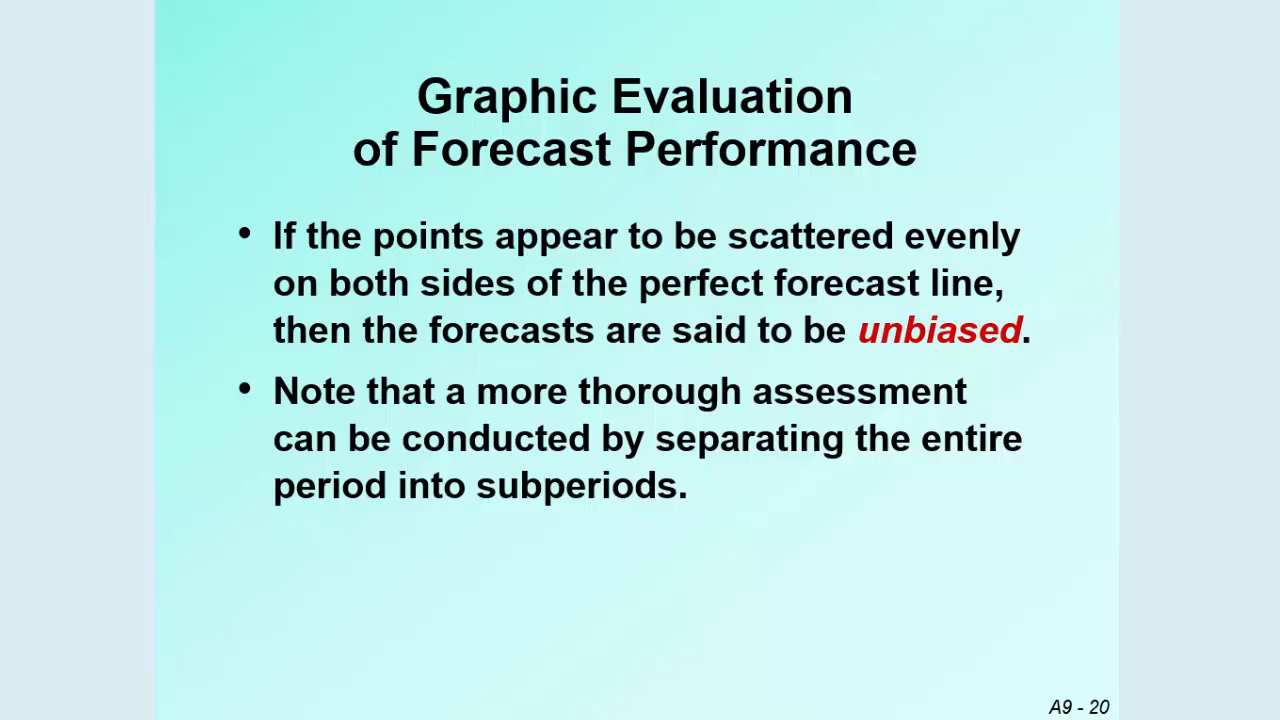 Graphic Evaluation
of Forecast Performance
• If the points appear to be scattered evenly
on both sides of the perfect forecast line,
then the forecasts are said to be unbiased.
• Note that a more thorough assessment
can be conducted by separating the entire
period into subperiods.
A9 - 20